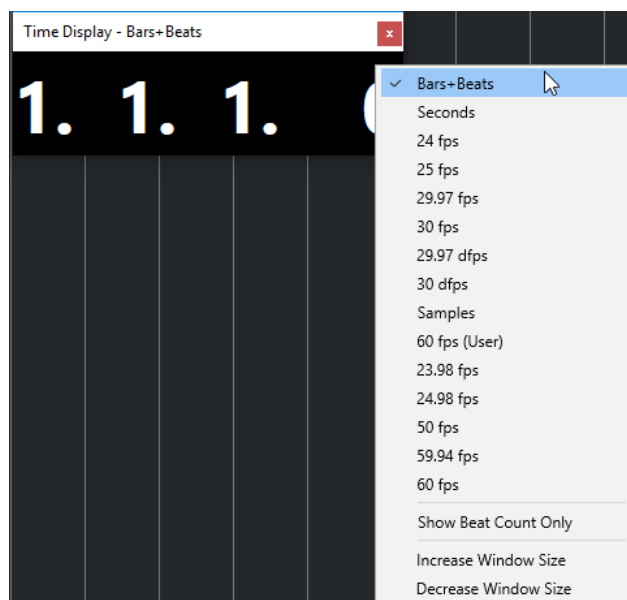 Time Display - Bars+Beats
x
1. 1. 1.
Bars+Beats
Seconds
24 fps
25 fps
29.97 fps
30 fps
29.97 dfps
30 dfps
Samples
60 fps (User)
23.98 fps
24.98 fps
50 fps
59.94 fps
60 fps
Show Beat Count Only
Increase Window Size
Decrease Window Size